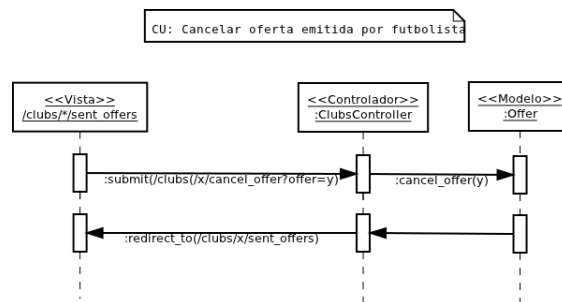 CU: Cancelar oferta emitida por futbolista
<<Vista>>
/clubs/*/sent_offers
<<Controlador>>
:ClubsController
<<Modelo>>
:Offer
:submit(/clubs(/x/cancel_offer?offer=y)
:cancel_offer(y)
:redirect_to(/clubs/x/sent_offers)